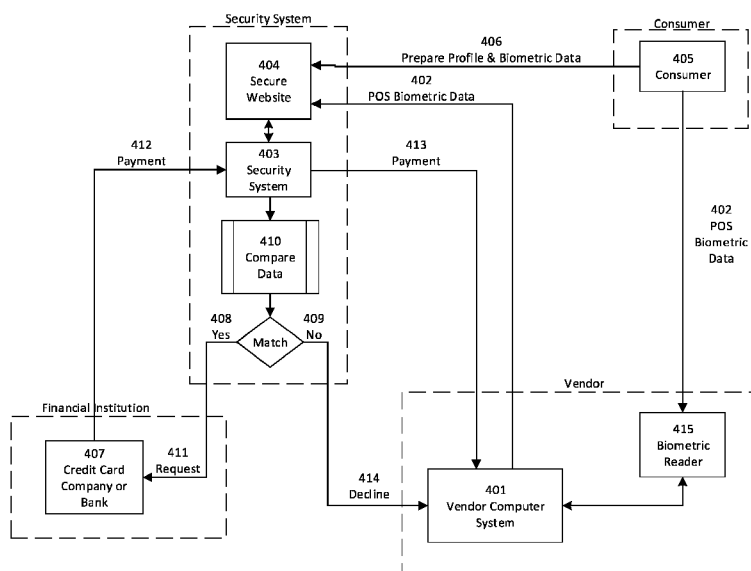 Security System
Consumer
404
Secure
Website
406
Prepare Profile & Biometric Data
402
POS Biometric Data
405
Consumer
412
Payment
403
Security
System
413
Payment
402
POS
Biometric
Data
410
Compare
Data
408
Yes
409
No
Match
Vendor
Financial Institution
407
Credit Card
Company or
Bank
411
Request
414
Decline
401
Vendor Computer
System
415
Biometric
Reader